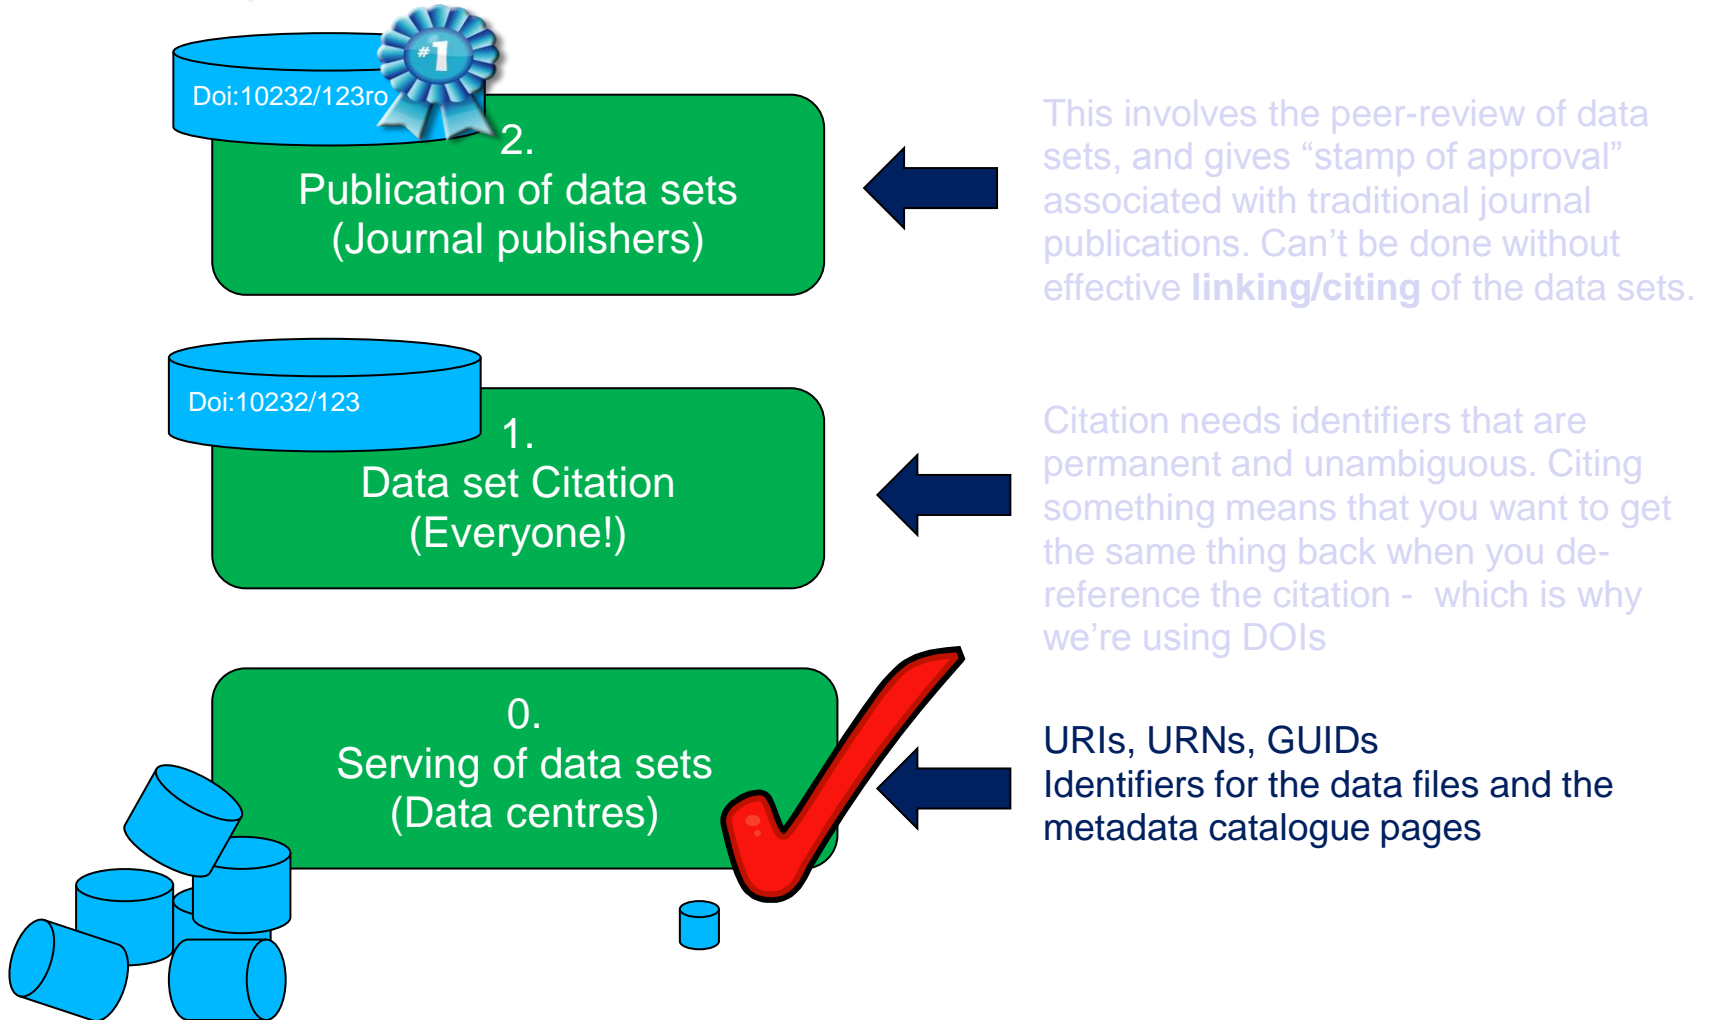 #1
Doi:10232/123ro
2.
Publication of data sets
(Journal publishers)
This involves the peer-review of data
sets, and gives “stamp of approval”
associated with traditional journal
publications. Can’t be done without
effective linking/citing of the data sets.
Doi:10232/123
1.
Data set Citation
(Everyone!)
Citation needs identifiers that are
permanent and unambiguous. Citing
something means that you want to get
the same thing back when you de-
reference the citation - which is why
we’re using DOIs
0.
Serving of data sets
(Data centres)
URIs, URNs, GUIDs
Identifiers for the data files and the
metadata catalogue pages